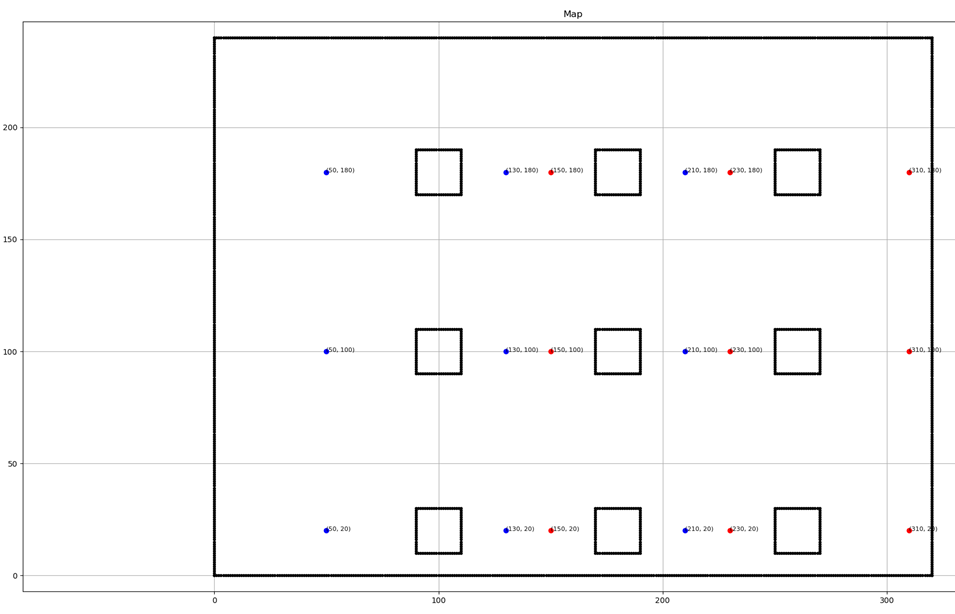 Map
200
(50, 180) (130, 180) (150, 180) (210, 180) (230, 180) (310, 180)
150
100
(50, 100) (130, 100) (150, 100) (210, 100) (230, 100) (310, 100)
50
(50, 20) (130, 20) (150, 20) (210, 20) (230, 20) (310, 20)
0
0 100 200 300